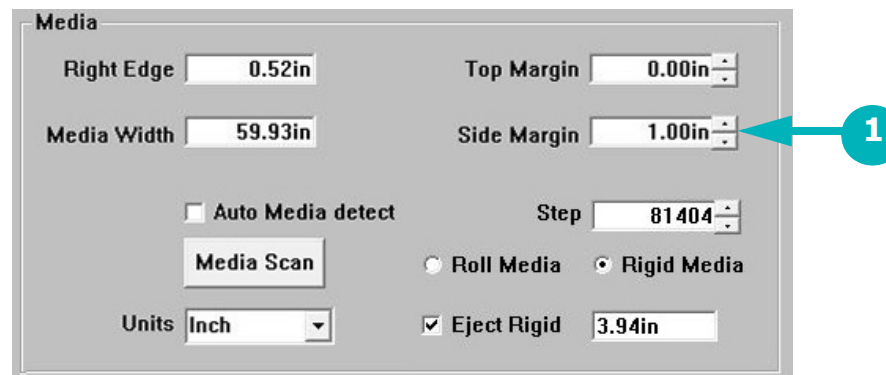 Media
Right Edge 0.52in Top Margin 0.00in
Media Width 59.93in Side Margin 1.00in 1
Auto Media detect Step 81404
Media Scan Roll Media Rigid Media
Units Inch Eject Rigid 3.94in